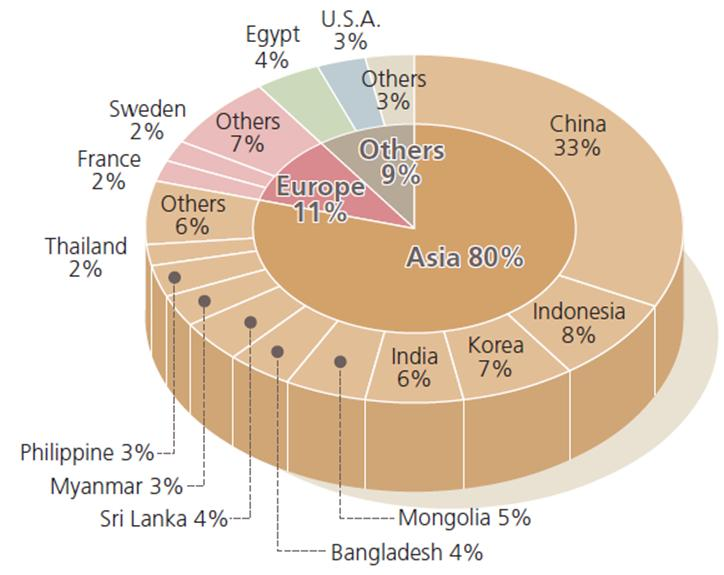 U.S.A.
3%
Egypt
4%
Others
3%
Sweden
2%
Others
7%
China
33%
Others
9%
France
2%
Europe
11%
Others
6%
Thailand
2%
Asia 80%
Indonesia
8%
Korea
7%
India
6%
Philippine 3%
Myanmar 3%
Sri Lanka 4%
Mongolia 5%
Bangladesh 4%